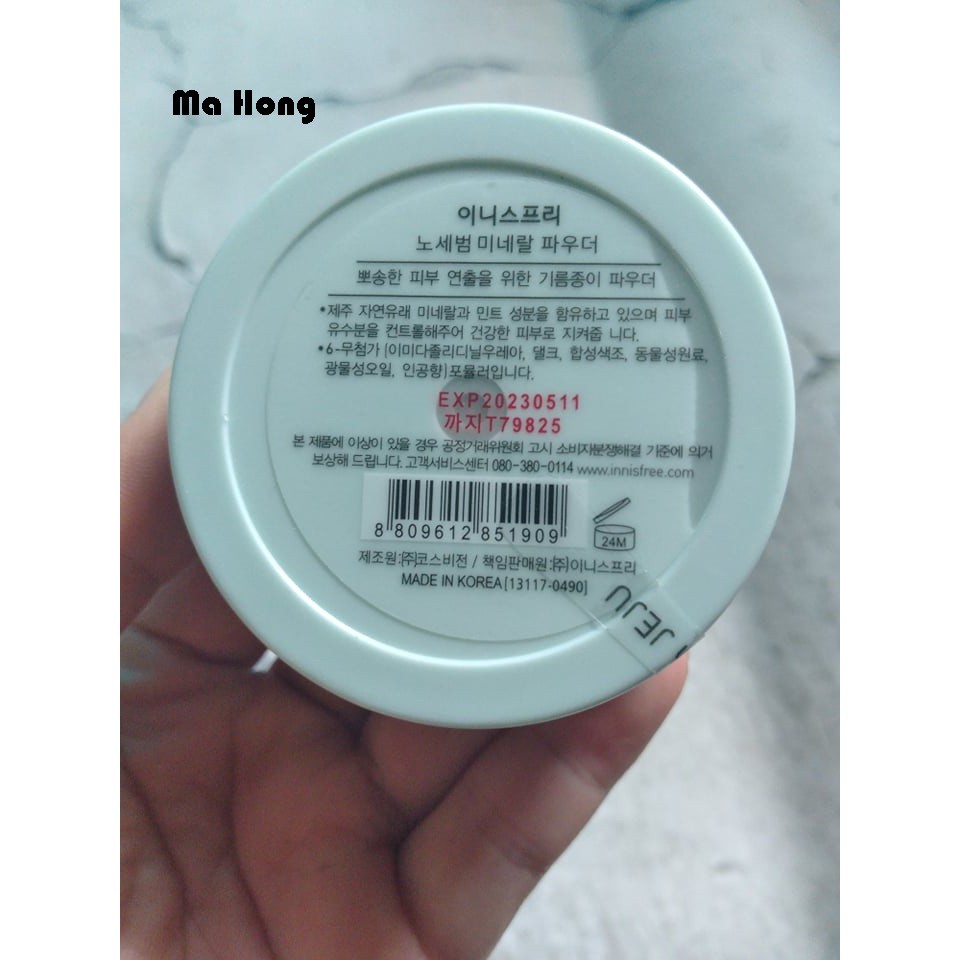 Ma Hong
이니스프리
노세범 미네랄 파우더
뽀송한 피부 연출을 위한 기름종이 파우더
•제주 자연유래 미네랄과 민트 성분을 함유하고 있으며 피부
유수분을 컨트롤해주어 건강한 피부로 지켜줍 니다.
•6-무첨가 [이미다졸리디닐우레아, 탤크, 합성색조, 동물성원료,
광물성오일, 인공향]포뮬러입니다.
EXP20230511
까지T79825
본 제품에 이상이 있을 경우 공정거래위원회 고시 소비자분쟁해결 기준에 의거
보상해 드립니다. 고객서비스센터 080-380-0114 www.innisfree.com
8 809612 851909
24M
제조원:㈜코스비전 / 책임판매원:㈜이니스프리
MADE IN KOREA[13117-0490]
JEJU